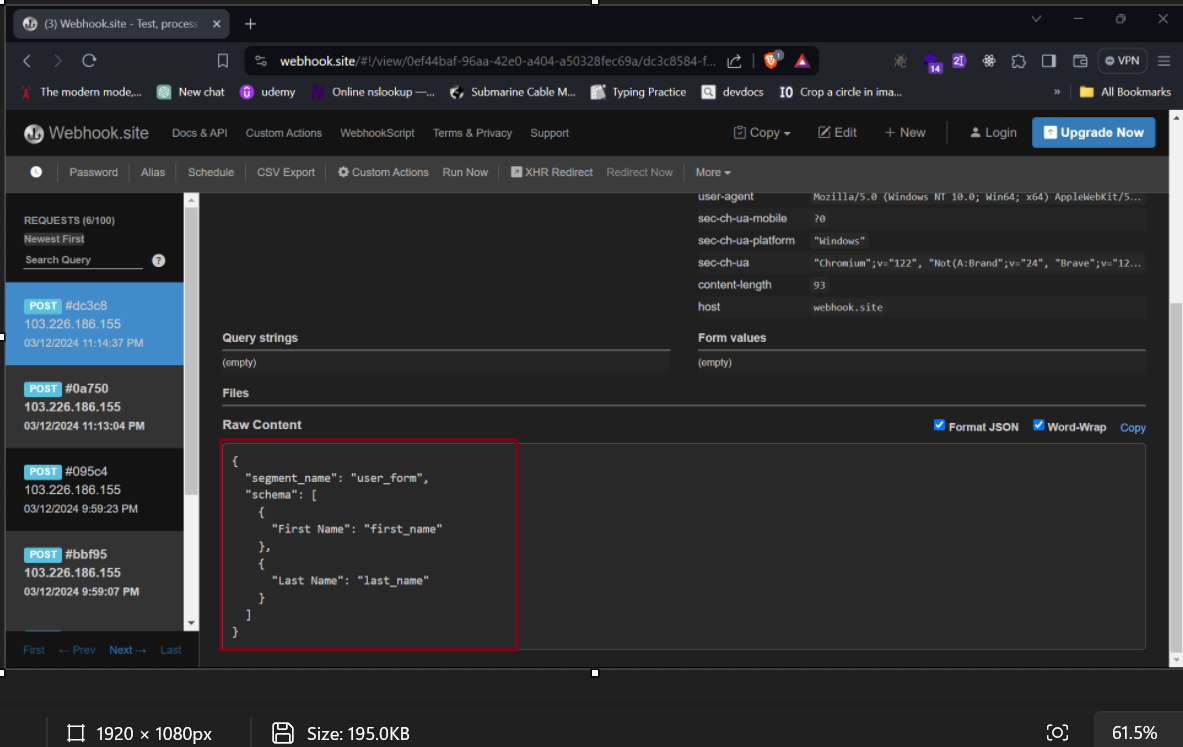 (3) Webhook.site - Test, process
webhook.site/#!/view/0ef44baf-96aa-42e0-a404-a50328fec69a/dc3c8584-f...
1
14
VPN
The modern mode,...
New chat
udemy
Online nslookup —...
Submarine Cable M...
Typing Practice
devdocs
Crop a circle in ima...
»
All Bookmarks
Webhook.site
Docs & API
Custom Actions
WebhookScript
Terms & Privacy
Support
Copy
Edit
+ New
Login
Upgrade Now
Password
Alias
Schedule
CSV Export
Custom Actions
Run Now
XHR Redirect
Redirect Now
More
REQUESTS (6/100)
Newest First
Search Query
?
POST #dc3c8
103.226.186.155
03/12/2024 11:14:37 PM
POST #0a750
103.226.186.155
03/12/2024 11:13:04 PM
POST #095c4
103.226.186.155
03/12/2024 9:59:23 PM
POST #bbf95
103.226.186.155
03/12/2024 9:59:07 PM
First
← Prev
Next →
Last
user-agent Mozilla/5.0 (Windows NT 10.0; Win64; x64) AppleWebKit/5...
sec-ch-ua-mobile ?0
sec-ch-ua-platform "Windows"
sec-ch-ua "Chromium";v="122", "Not(A:Brand";v="24", "Brave";v="12...
content-length 93
host webhook.site
Query strings
(empty)
Form values
(empty)
Files
Raw Content
Format JSON
Word-Wrap
Copy
{
"segment_name": "user_form",
"schema": [
{
"First Name": "first_name"
},
{
"Last Name": "last_name"
}
]
}
1920 × 1080px
Size: 195.0KB
61.5%